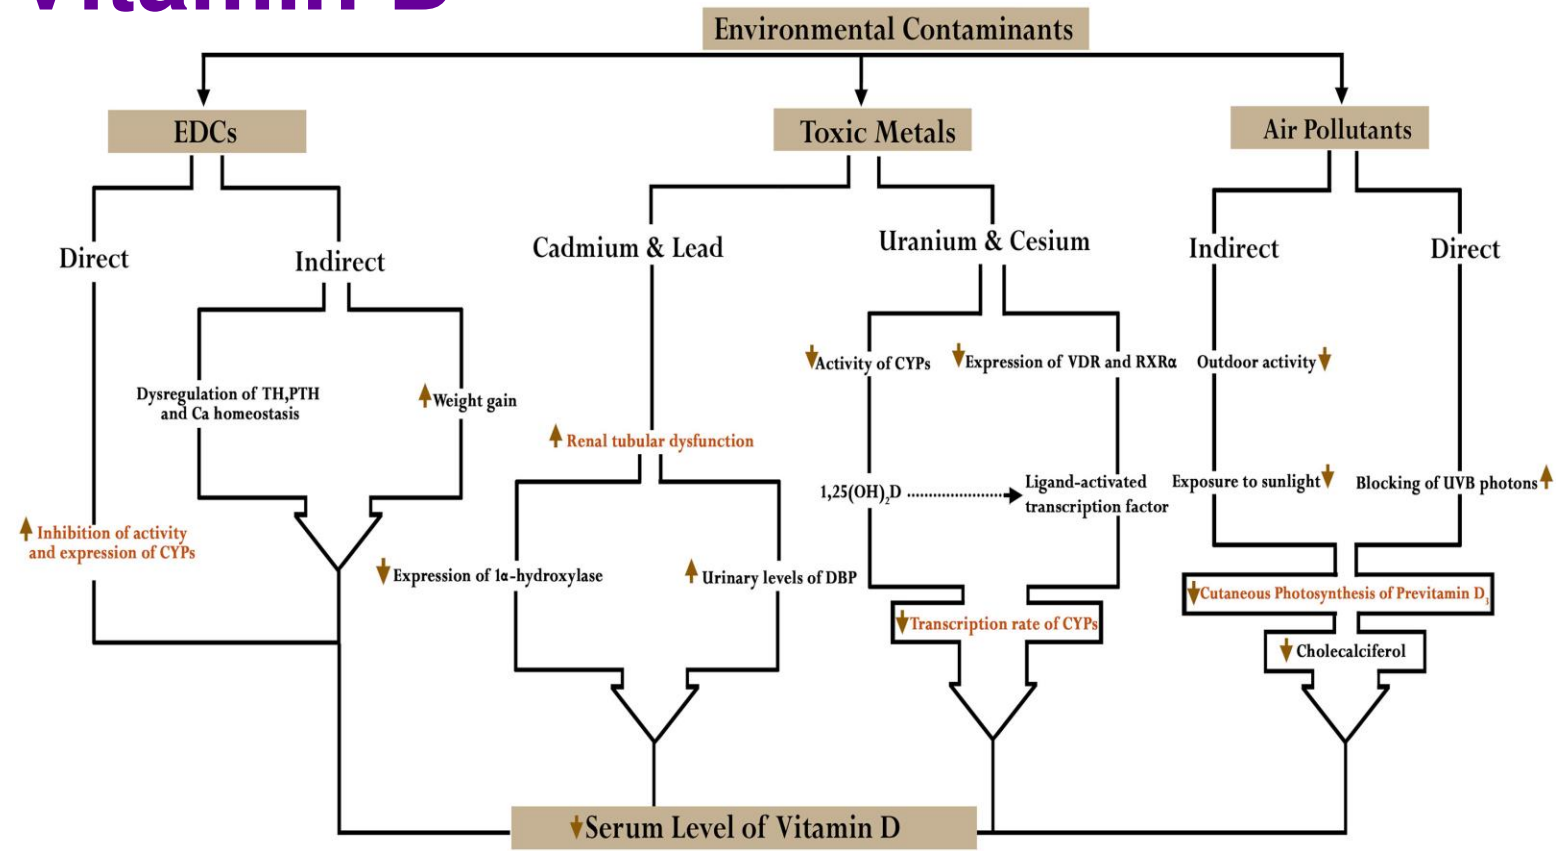 Vitamin D
Environmental Contaminants
EDCs
Toxic Metals
Air Pollutants
Direct
Indirect
Cadmium & Lead
Uranium & Cesium
Indirect
Direct
Dysregulation of TH,PTH
and Ca homeostasis
Weight gain
Inhibition of activity
and expression of CYPs
Renal tubular dysfunction
Expression of 1α-hydroxylase
Urinary levels of DBP
Activity of CYPs
Expression of VDR and RXRα
1,25(OH)₂D
Ligand-activated
transcription factor
Transcription rate of CYPs
Outdoor activity
Exposure to sunlight
Blocking of UVB photons
Cutaneous Photosynthesis of Previtamin D₃
Cholecalciferol
Serum Level of Vitamin D